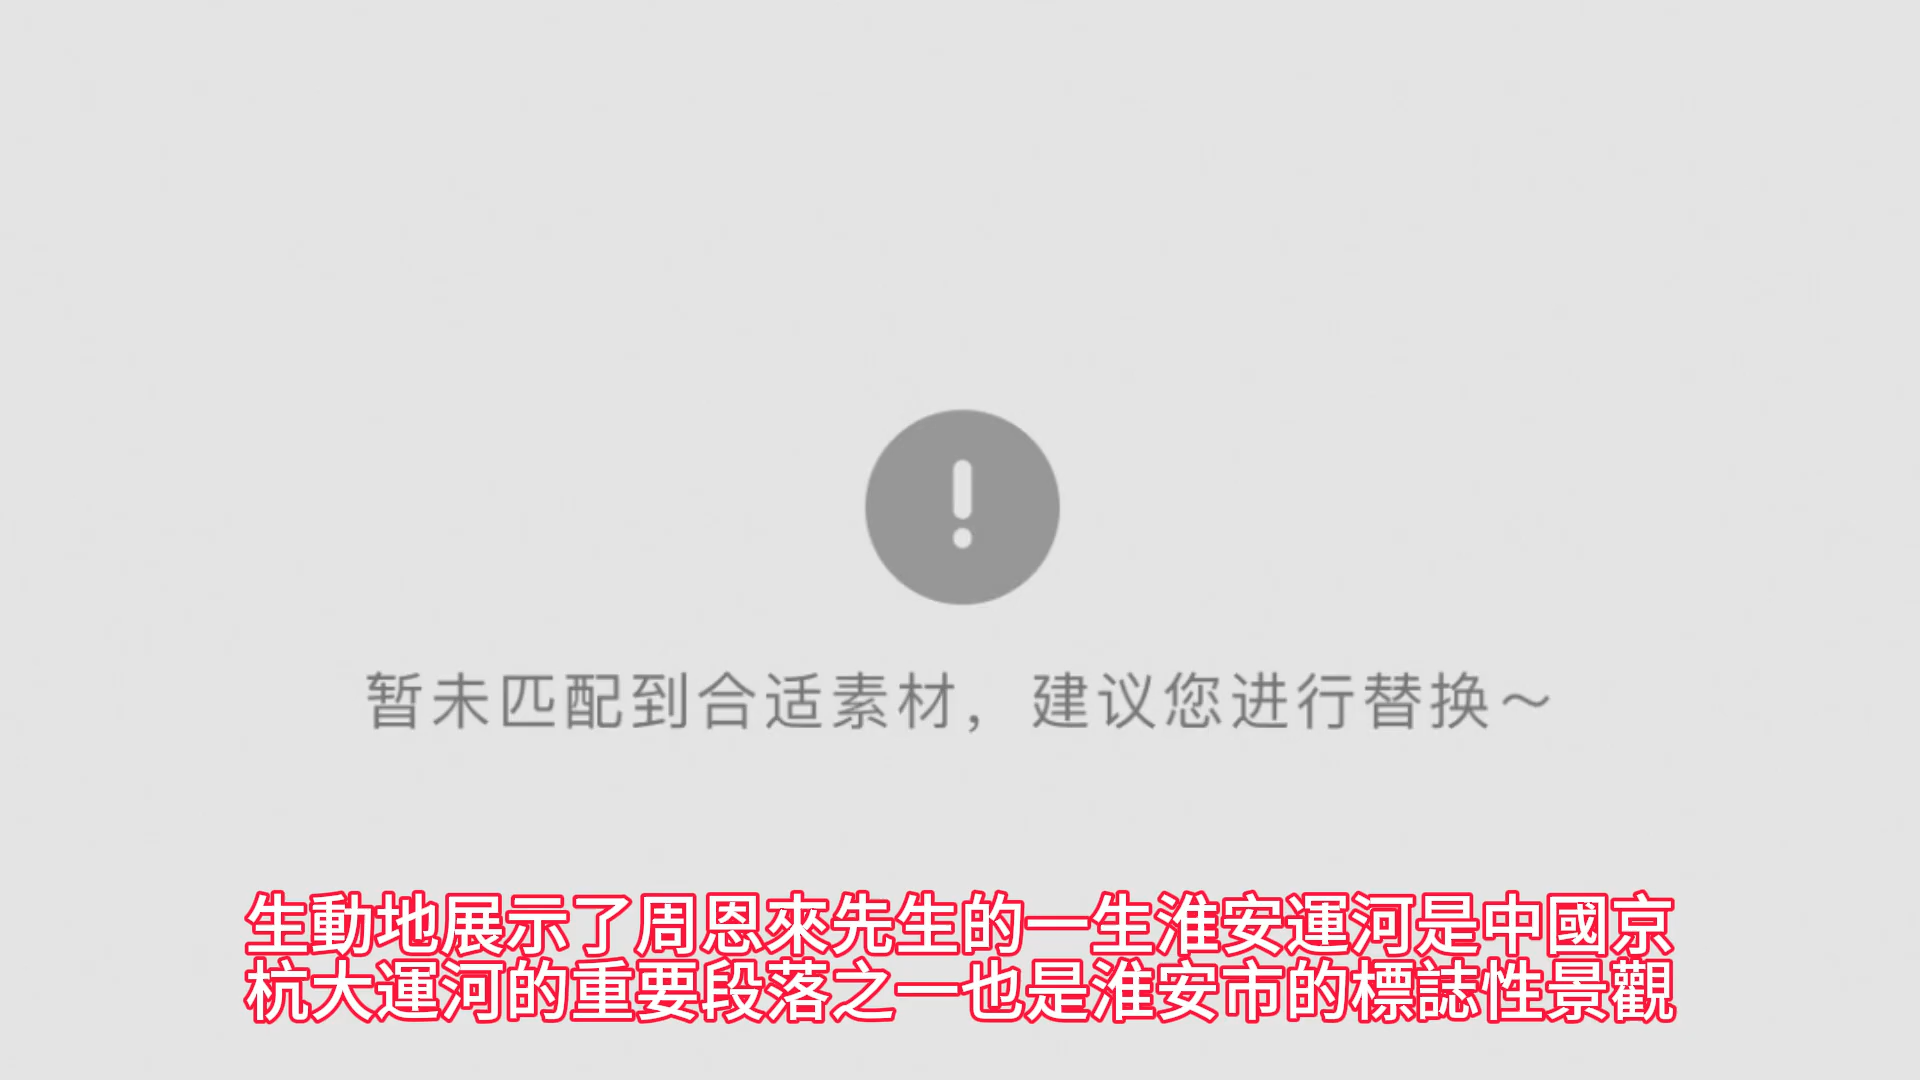 暂未匹配到合适素材，建议您进行替换～
生動地展示了周恩來先生的一生淮安運河是中國京
杭大運河的重要段落之一也是淮安市的標誌性景觀